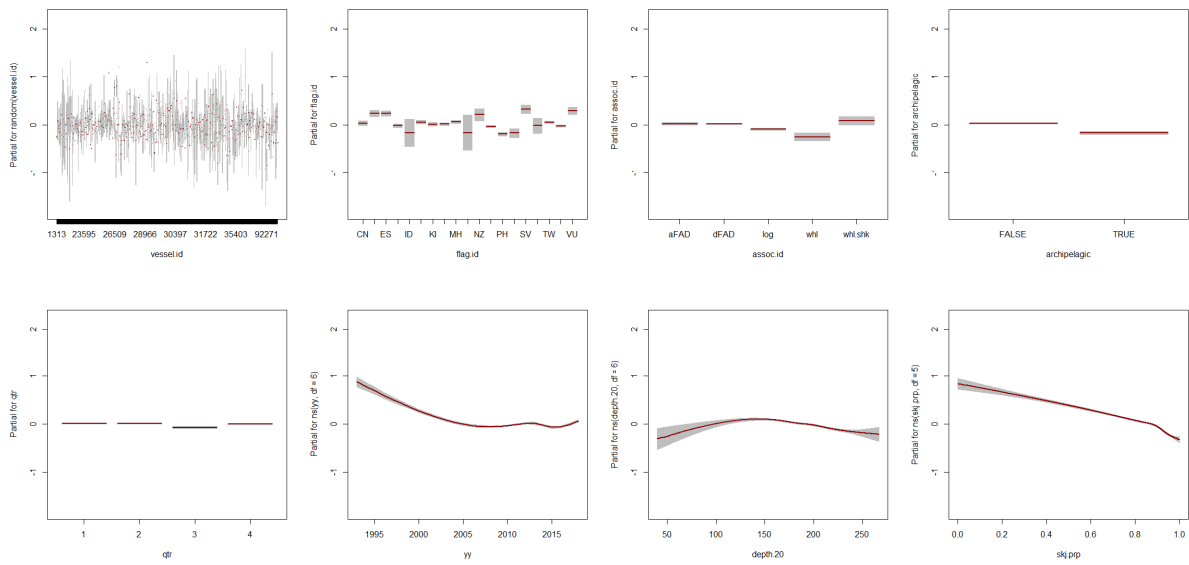 Partial for random(vessel.id)
2
1
0
-1
1313 23595 26509 28966 30397 31722 35403 92271
vessel.id
Partial for flag.id
2
1
0
-1
CN ES ID KI MH NZ PH SV TW VU
flag.id
Partial for assoc.id
2
1
0
-1
aFAD dFAD log whl whl.shk
assoc.id
Partial for archipelagic
2
1
0
-1
FALSE TRUE
archipelagic
Partial for qtr
2
1
0
-1
1 2 3 4
qtr
Partial for ns(yy, df = 6)
2
1
0
-1
1995 2000 2005 2010 2015
yy
Partial for ns(depth.20, df = 6)
2
1
0
-1
50 100 150 200 250
depth.20
Partial for ns(skj.prp, df = 5)
2
1
0
-1
0.0 0.2 0.4 0.6 0.8 1.0
skj.prp